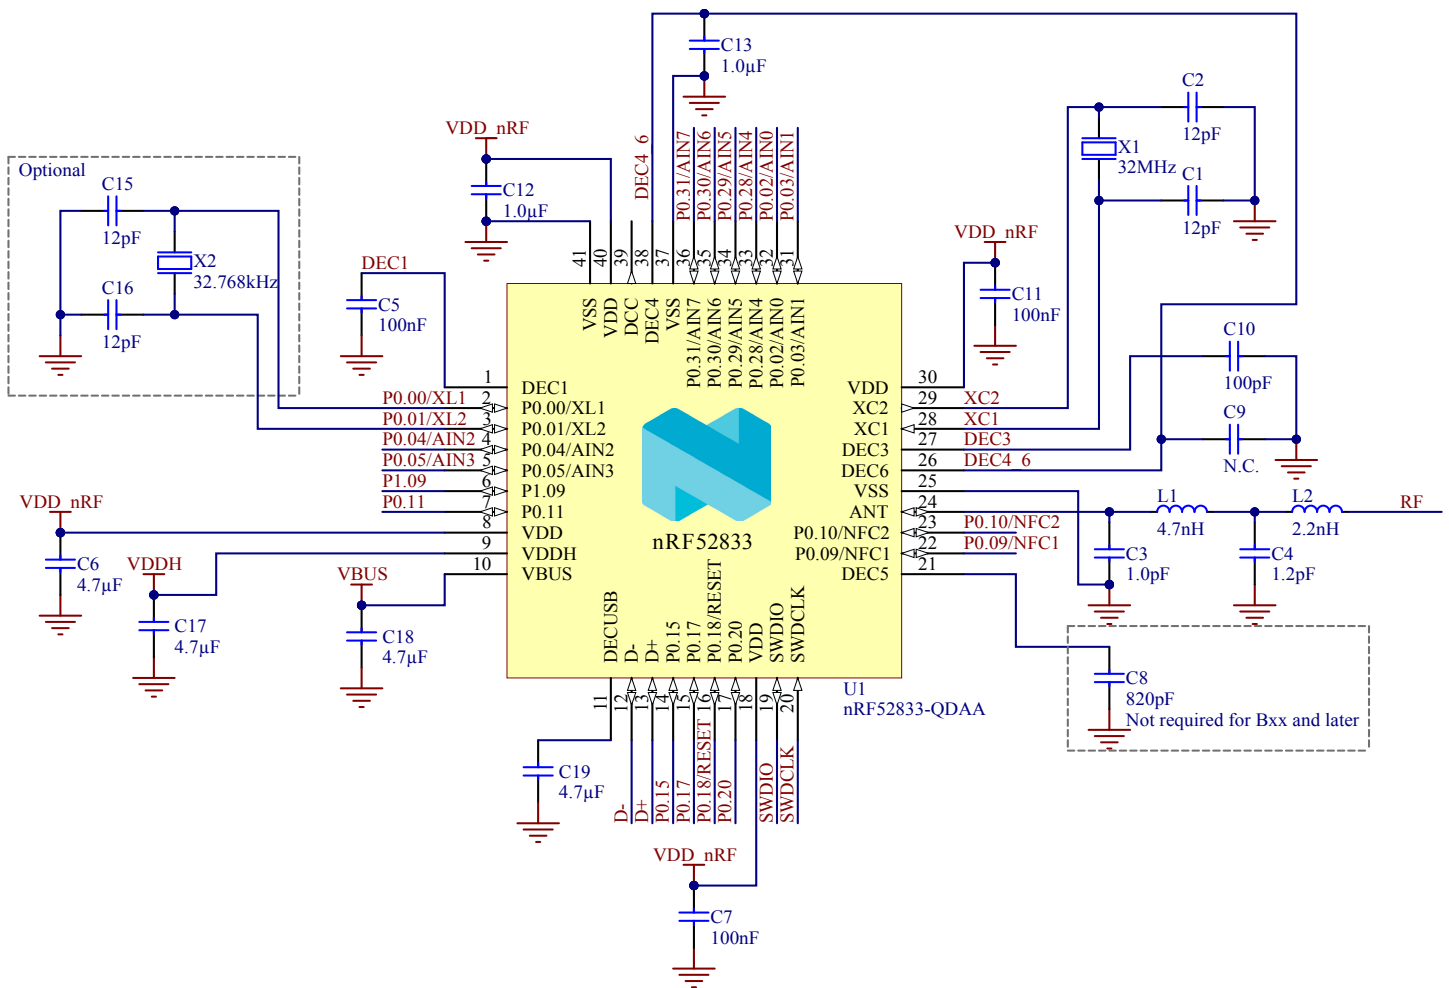 C13
1.0µF
C2
12pF
X1
32MHz
C1
12pF
VDD_nRF
C12
1.0µF
DEC4_6
P0.31/AIN7
P0.30/AIN6
P0.29/AIN5
P0.28/AIN4
P0.02/AIN0
P0.03/AIN1
Optional
C15
12pF
X2
32.768kHz
C16
12pF
DEC1
C5
100nF
VDD_nRF
C11
100nF
C10
100pF
C9
N.C.
41
40
39
38
37
36
35
34
33
32
31
VSS
VDD
DCC
DEC4
VSS
P0.31/AIN7
P0.30/AIN6
P0.29/AIN5
P0.28/AIN4
P0.02/AIN0
P0.03/AIN1
1
DEC1
P0.00/XL1
2
P0.00/XL1
P0.01/XL2
3
P0.01/XL2
P0.04/AIN2
4
P0.04/AIN2
P0.05/AIN3
5
P0.05/AIN3
P1.09
6
P1.09
P0.11
7
P0.11
8
VDD
9
VDDH
10
VBUS
VDD
30
XC2
29
XC2
XC1
28
XC1
DEC3
27
DEC3
DEC6
26
DEC4_6
VSS
25
ANT
24
P0.10/NFC2
23
P0.10/NFC2
P0.09/NFC1
22
P0.09/NFC1
DEC5
21
nRF52833
VDD_nRF
C6
4.7µF
VDDH
C17
4.7µF
VBUS
C18
4.7µF
L1
4.7nH
L2
2.2nH
RF
C3
1.0pF
C4
1.2pF
C8
820pF
Not required for Bxx and later
DECUSB
D-
D+
P0.15
P0.17
P0.18/RESET
P0.20
VDD
SWDIO
SWDCLK
11
12
13
14
15
16
17
18
19
20
U1
nRF52833-QDAA
C19
4.7µF
D-
D+
P0.15
P0.17
P0.18/RESET
P0.20
SWDIO
SWDCLK
VDD_nRF
C7
100nF